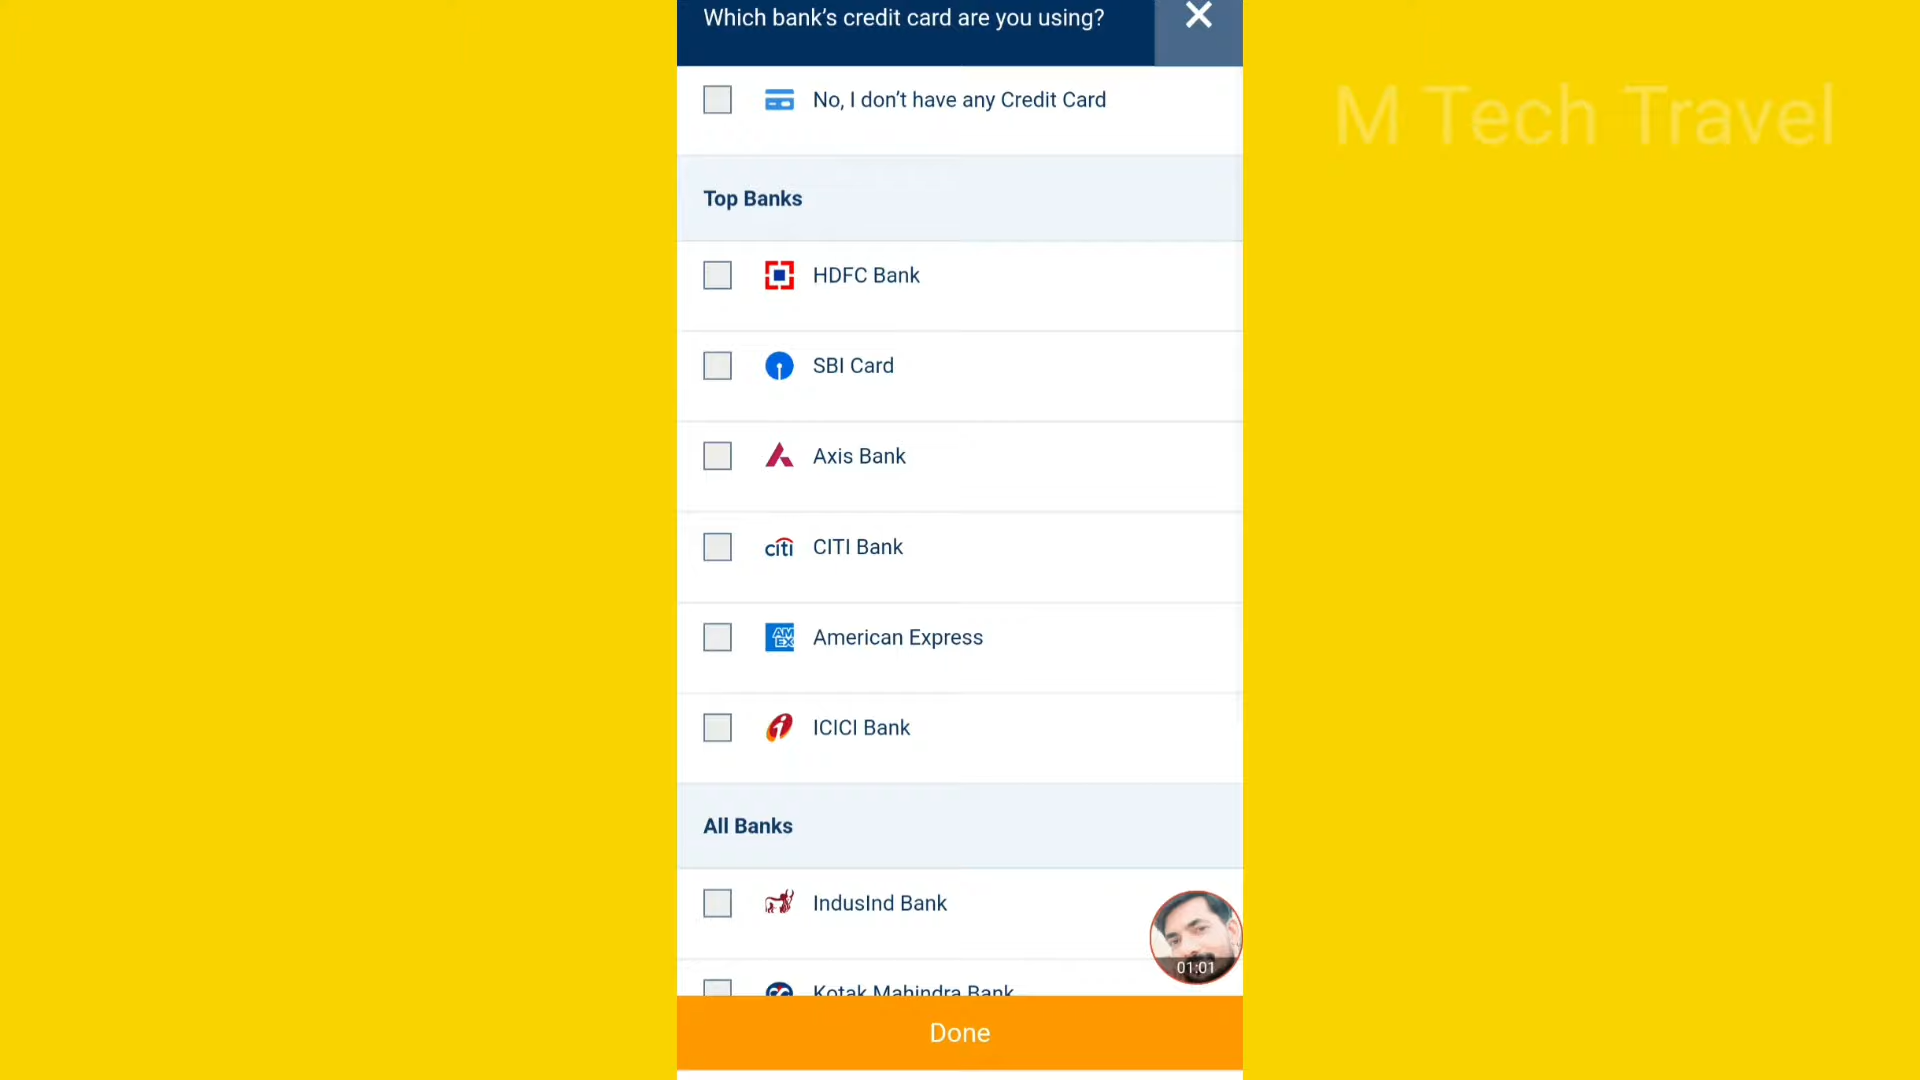 Which bank’s credit card are you using?
M Tech Travel
No, I don’t have any Credit Card
Top Banks
HDFC Bank
SBI Card
Axis Bank
citi CITI Bank
AM EX American Express
ICICI Bank
All Banks
IndusInd Bank
01:01
Kotak Mahindra Bank
Done